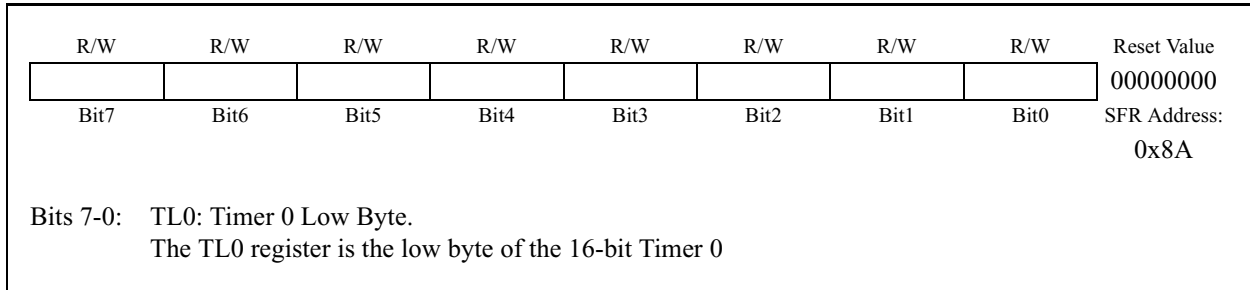 R/W R/W R/W R/W R/W R/W R/W R/W Reset Value
00000000
Bit7 Bit6 Bit5 Bit4 Bit3 Bit2 Bit1 Bit0 SFR Address:
0x8A
Bits 7-0: TL0: Timer 0 Low Byte.
The TL0 register is the low byte of the 16-bit Timer 0